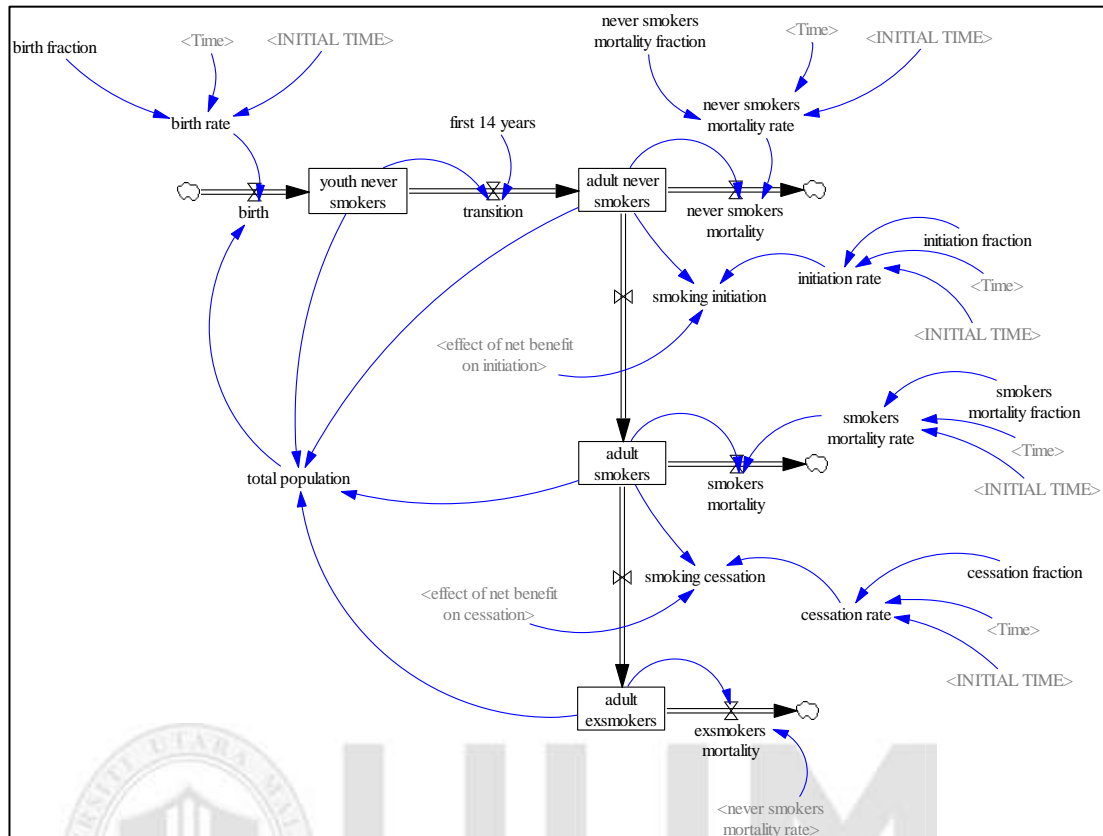 never smokers
mortality fraction
<Time>
<INITIAL TIME>
birth fraction
<Time>
<INITIAL TIME>
never smokers
mortality rate
birth rate
first 14 years
youth never
smokers
adult never
smokers
birth
transition
never smokers
mortality
initiation fraction
smoking initiation
initiation rate
<Time>
<INITIAL TIME>
<effect of net benefit
on initiation>
smokers
mortality fraction
smokers
mortality rate
<Time>
<INITIAL TIME>
adult
smokers
smokers
mortality
total population
cessation fraction
smoking cessation
<effect of net benefit
on cessation>
cessation rate
<Time>
<INITIAL TIME>
adult
exsmokers
exsmokers
mortality
<never smokers
mortality rate>
UUM